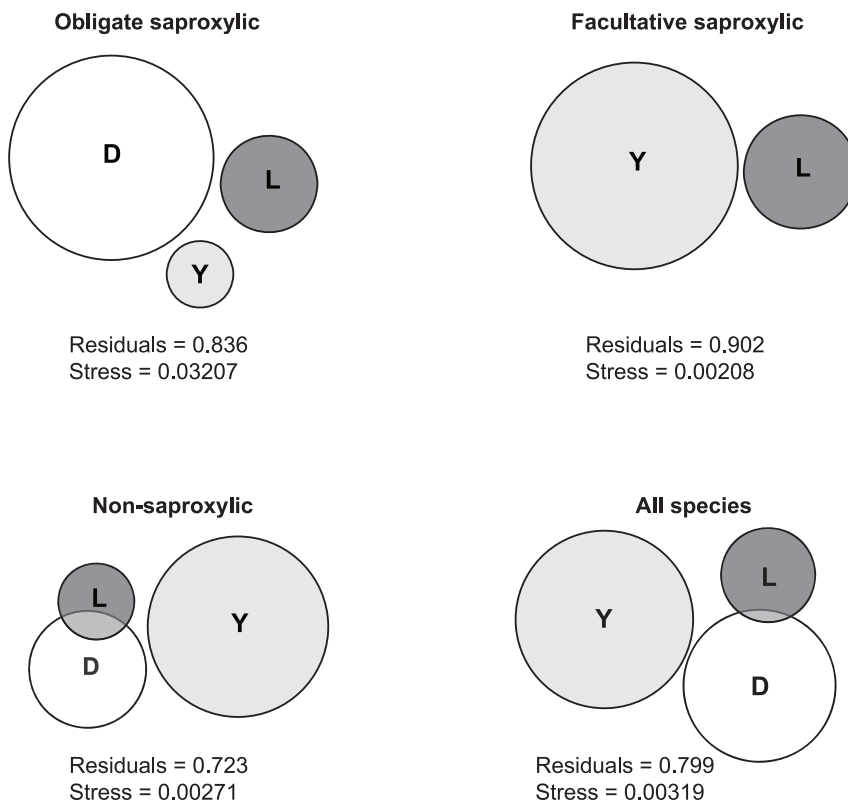 Obligate saproxylic
D
L
Y
Residuals = 0.836
Stress = 0.03207
Facultative saproxylic
Y
L
Residuals = 0.902
Stress = 0.00208
Non-saproxylic
L
Y
D
Residuals = 0.723
Stress = 0.00271
All species
L
Y
D
Residuals = 0.799
Stress = 0.00319